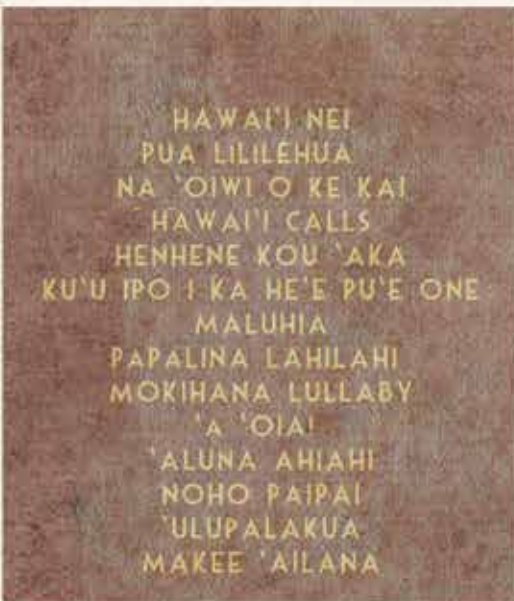 HAWAI'I NEI
PUA LILILEHUA
NA 'OIWI O KE KAI
HAWAI'I CALLS
HENHENE KOU 'AKA
KU'U IPO I KA HE'E PU'E ONE
MALUHIA
PAPALINA LAHILAHI
MOKIHANA LULLABY
'A 'OIA!
'ALUNA AHIAHI
NOHO PAIPAI
'ULUPALAKUA
MAKEE 'AILANA